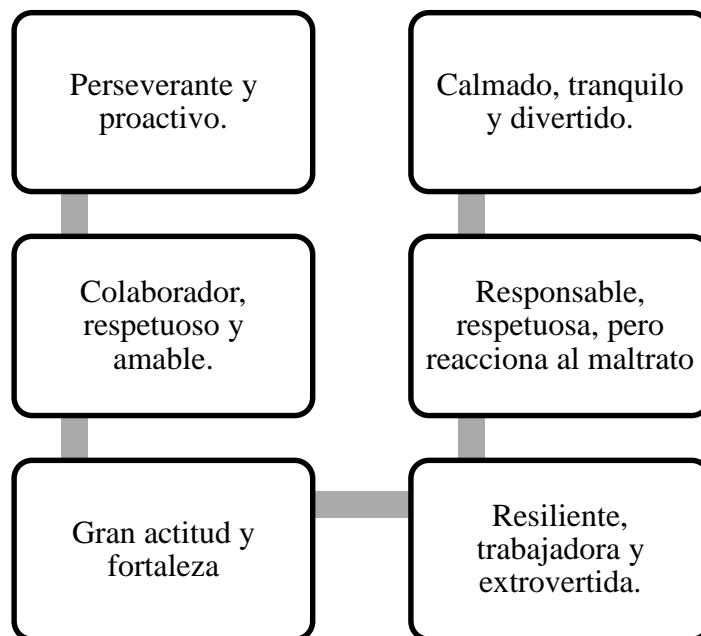 Perseverante y
proactivo.
Colaborador,
respetuoso y
amable.
Gran actitud y
fortaleza
Resiliente,
trabajadora y
extrovertida.
Responsable,
respetuosa, pero
reacciona al maltrato
Calmado, tranquilo
y divertido.